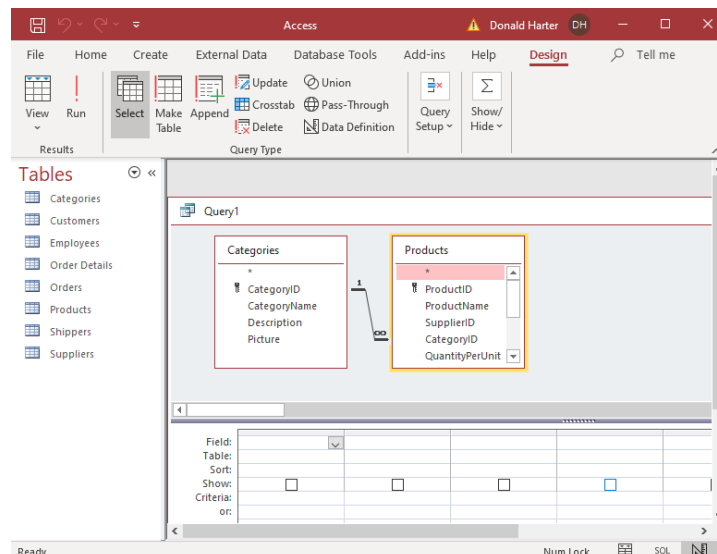 Access
Donald Harter DH
File Home Create External Data Database Tools Add-ins Help Design Tell me
View Run Select Make Table Append Update Crosstab Delete Union Pass-Through Data Definition Query Setup Show/ Hide
Results Query Type
Tables
Categories
Customers
Employees
Order Details
Orders
Products
Shippers
Suppliers
Query1
Categories
*
CategoryID
CategoryName
Description
Picture
1
∞
Products
*
ProductID
ProductName
SupplierID
CategoryID
QuantityPerUnit
Field:
Table:
Sort:
Show:
Criteria:
or:
Ready Num Lock SQL